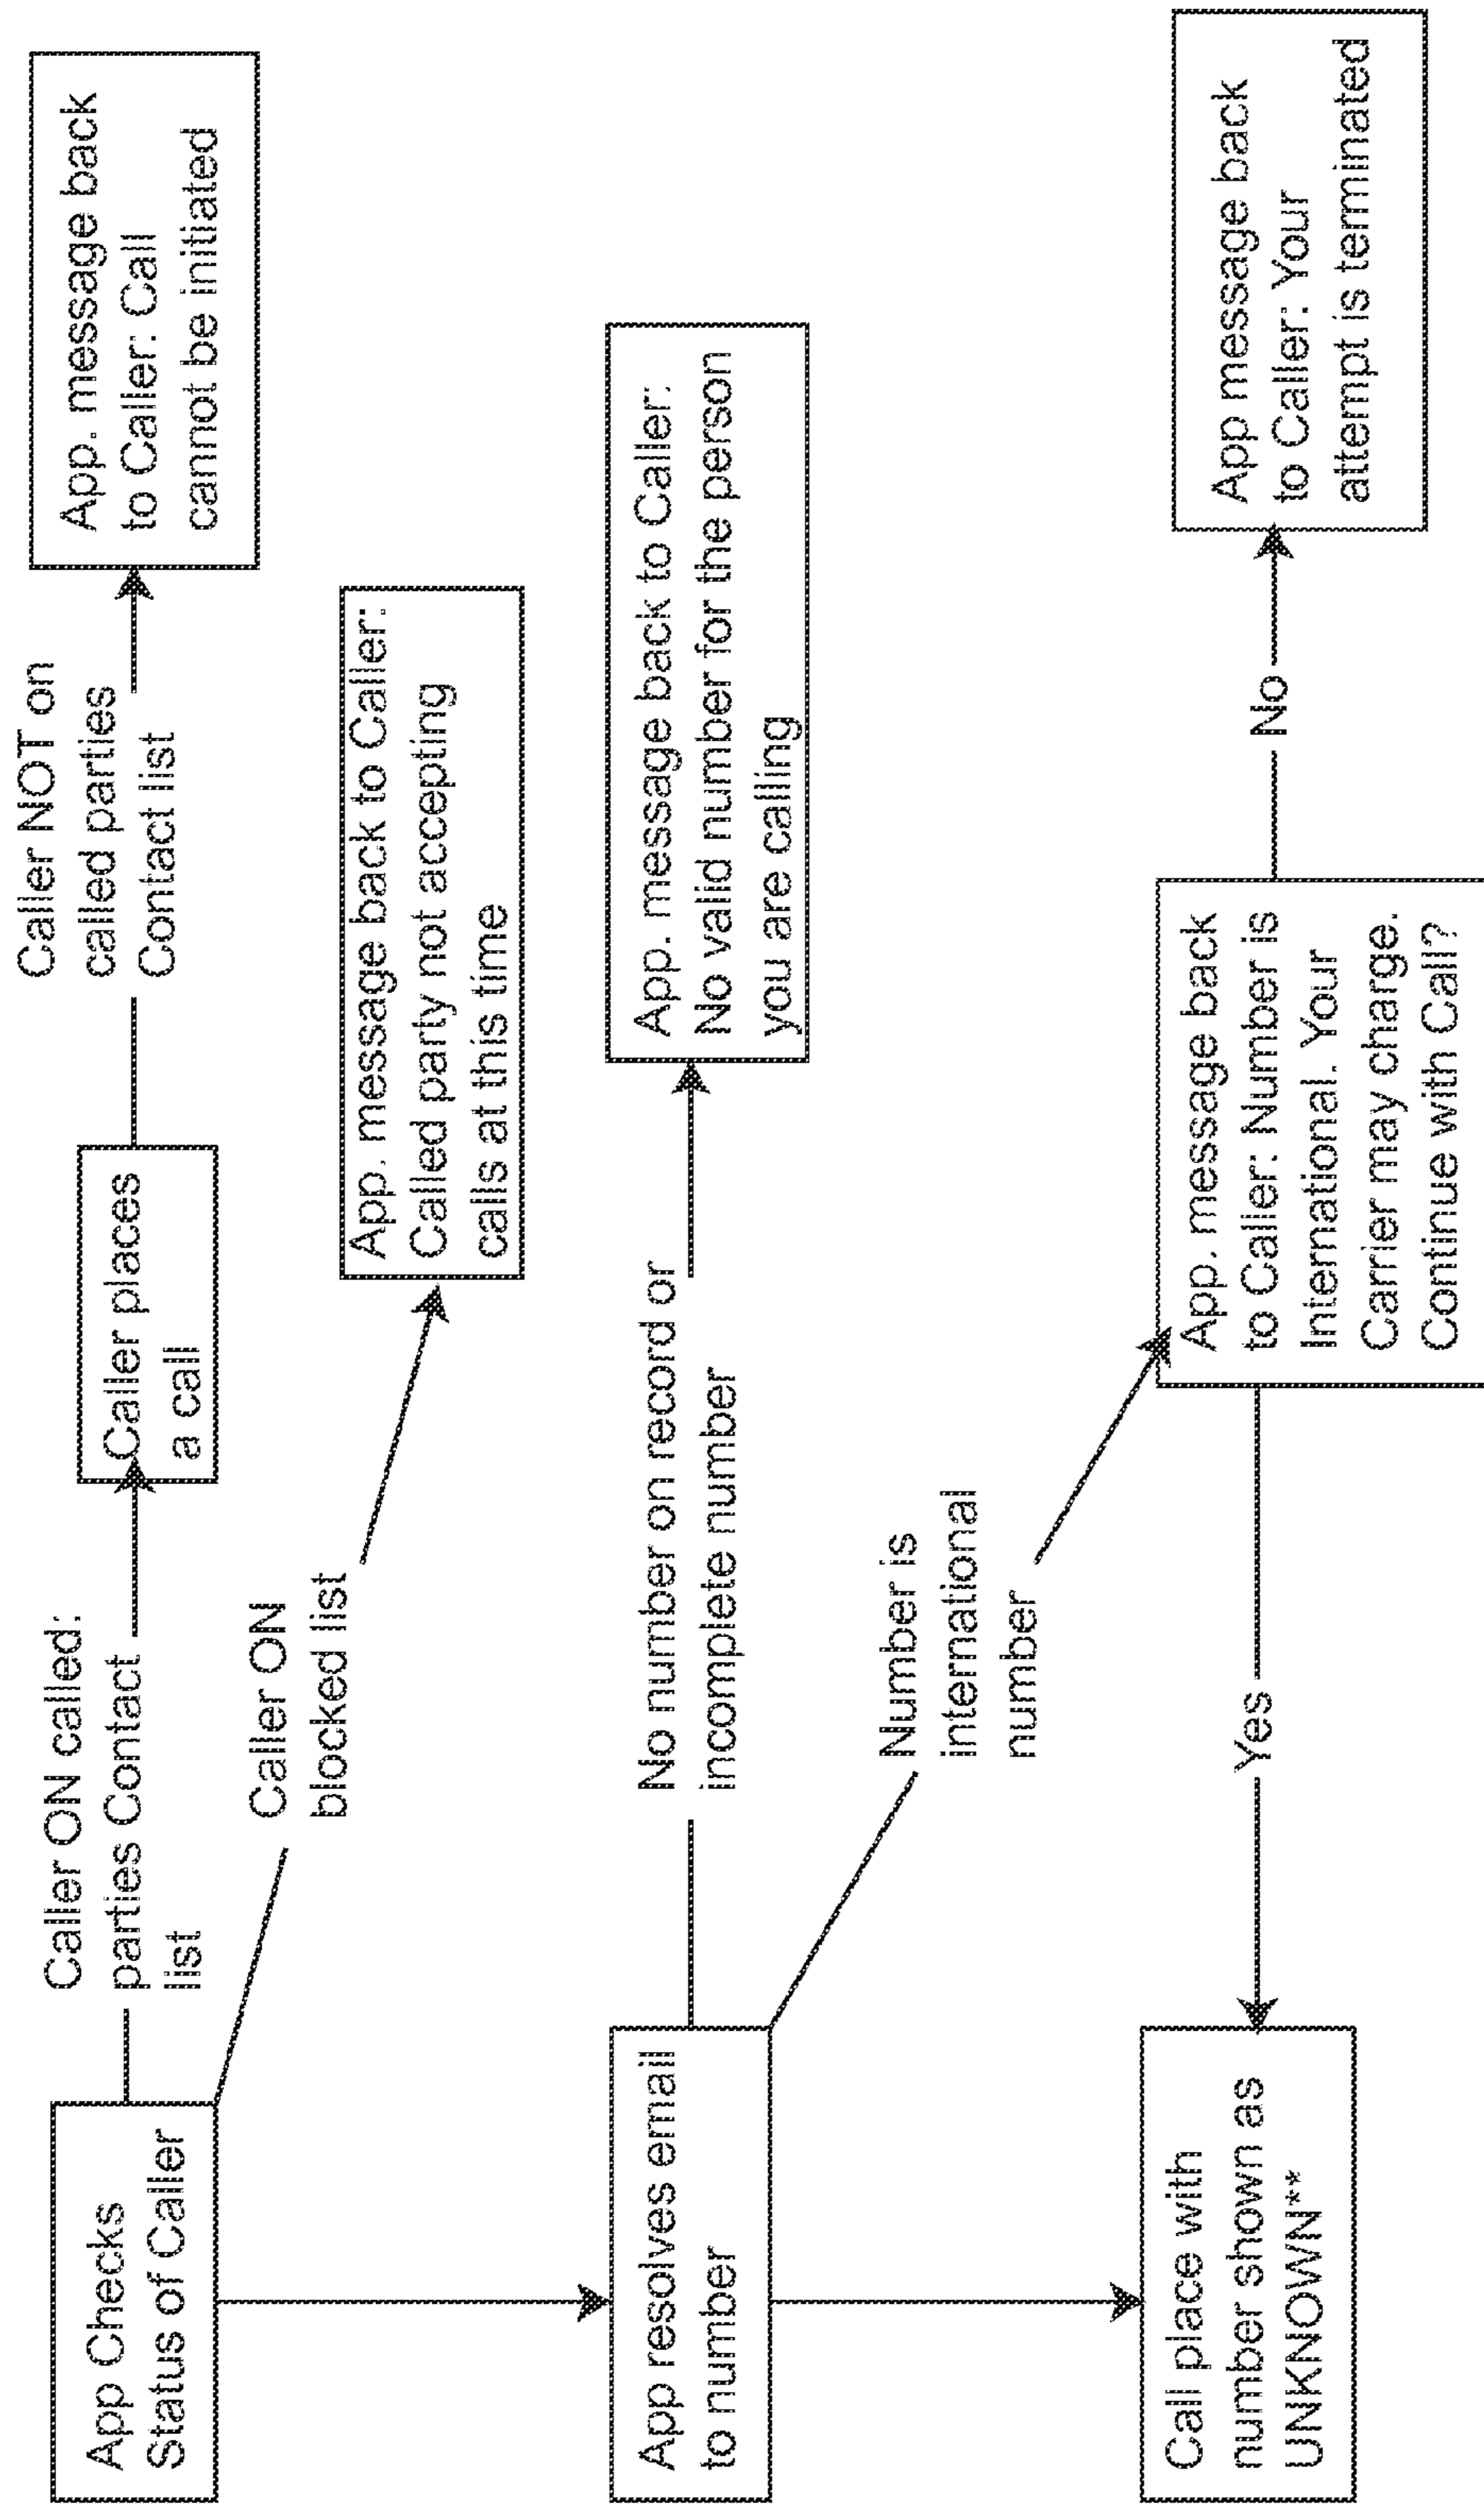 App Checks
Status of Caller
Caller ON called:
parties Contact
list
Caller places
a call
Caller NOT on
called parties
Contact list
App. message back
to Caller: Call
cannot be initiated
Caller ON
blocked list
App. message back to Caller:
Called party not accepting
calls at this time
App resolves email
to number
No number on record or
incomplete number
App. message back to Caller:
No valid number for the person
you are calling
Number is
international
number
Call place with
number shown as
UNKNOWN**
Yes
App. message back
to Caller: Number is
International. Your
Carrier may charge.
Continue with Call?
No
App message back
to Caller: Your
attempt is terminated